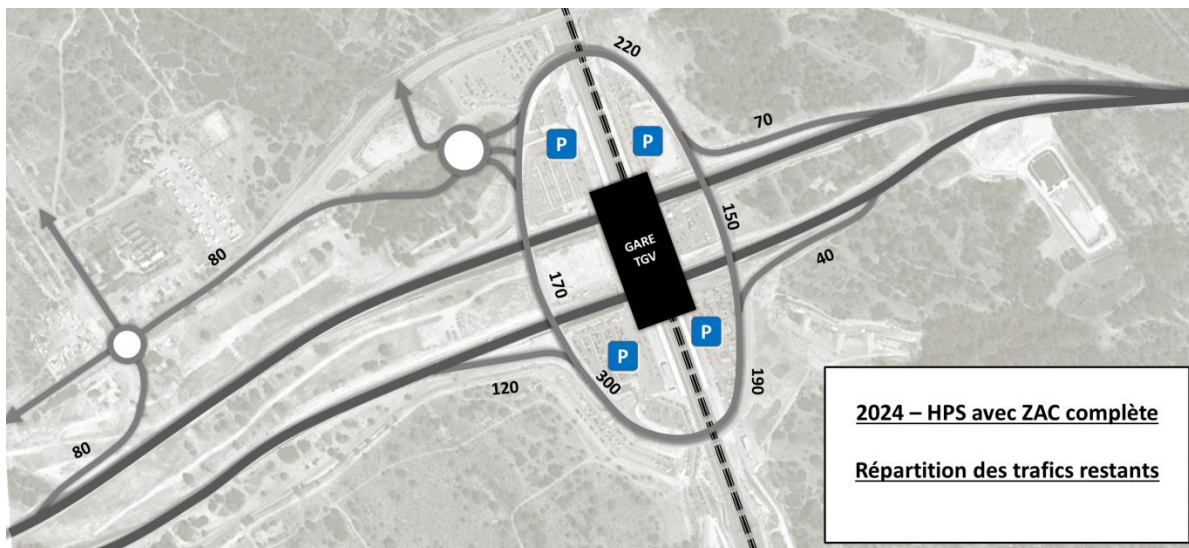 220
70
P
P
150
GARE
TGV
80
40
170
P
P
300
120
190
80
2024 – HPS avec ZAC complète
Répartition des trafics restants